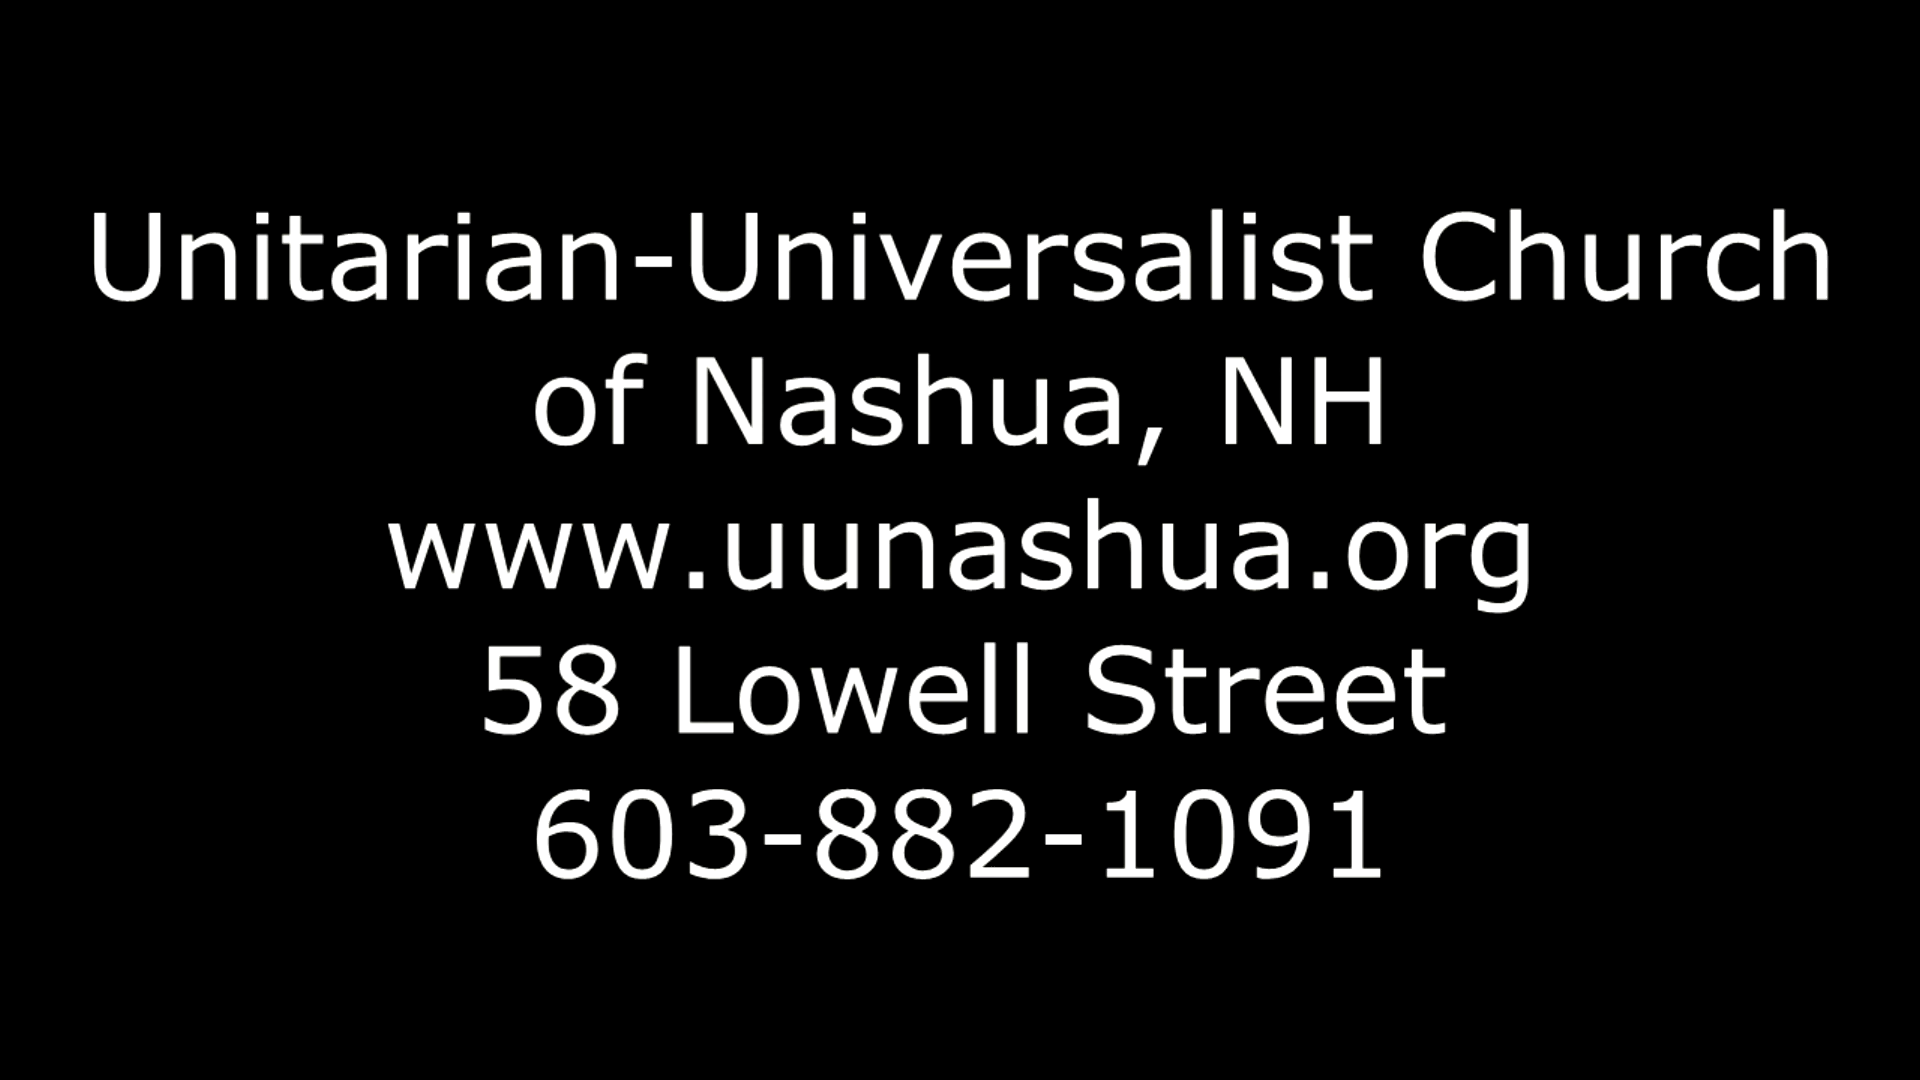 Unitarian-Universalist Church
of Nashua, NH
www.uunashua.org
58 Lowell Street
603-882-1091